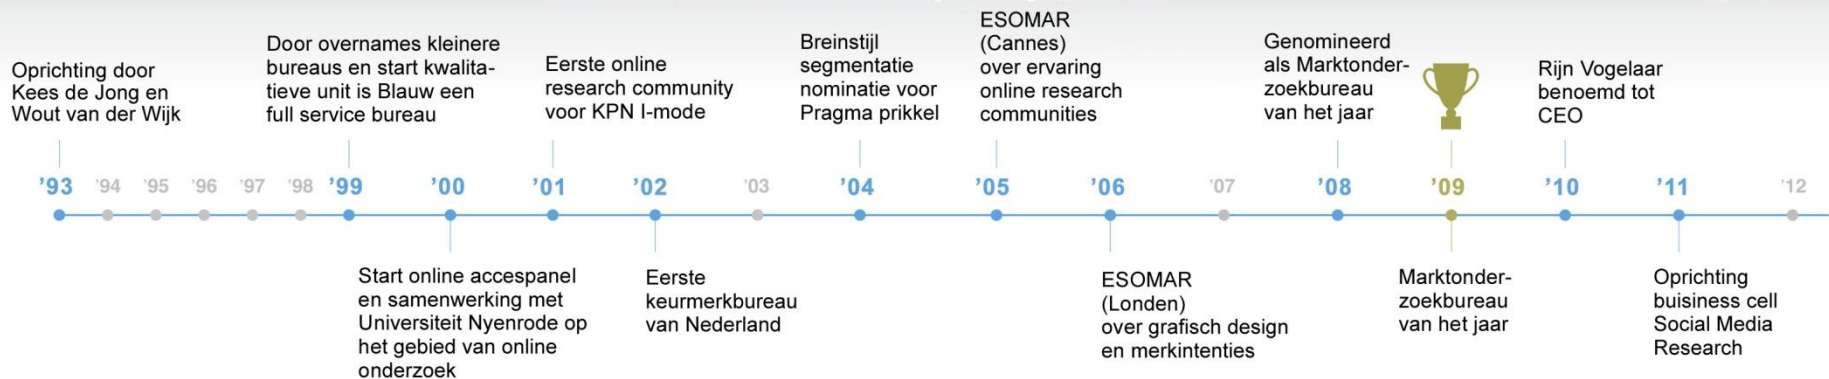 Oprichting door
Kees de Jong en
Wout van der Wijk
Door overnames kleinere
bureaus en start kwalita-
tieve unit is Blauw een
full service bureau
Eerste online
research community
voor KPN I-mode
Breinstijl
segmentatie
nominatie voor
Pragma prikkel
ESOMAR
(Cannes)
over ervaring
online research
communities
Genomineerd
als Marktonder-
zoekbureau
van het jaar
Rijn Vogelaar
benoemd tot
CEO
’93 ’94 ’95 ’96 ’97 ’98 ’99 ’00 ’01 ’02 ’03 ’04 ’05 ’06 ’07 ’08 ’09 ’10 ’11 ’12
Start online accespanel
en samenwerking met
Universiteit Nyenrode op
het gebied van online
onderzoek
Eerste
keurmerkbureau
van Nederland
ESOMAR
(Londen)
over grafisch design
en merkintenties
Marktonder-
zoekbureau
van het jaar
Oprichting
buisiness cell
Social Media
Research